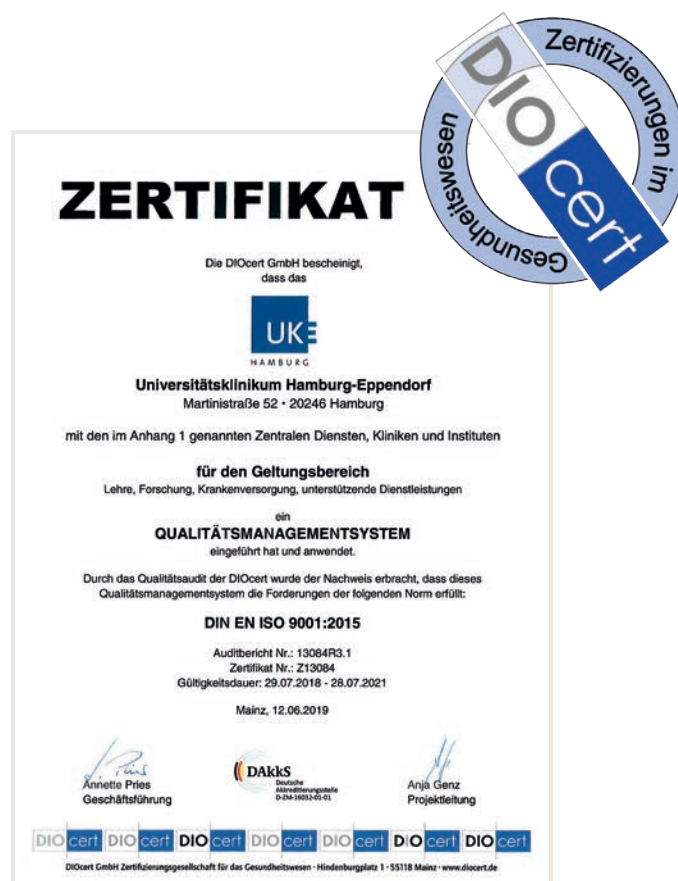 Zertifizierungen im
Gesundheitswesen
DIO cert
ZERTIFIKAT
Die DIOcert GmbH bescheinigt,
dass das
UKE
HAMBURG
Universitätsklinikum Hamburg-Eppendorf
Martinistraße 52 • 20246 Hamburg
mit den im Anhang 1 genannten Zentralen Diensten, Kliniken und Instituten
für den Geltungsbereich
Lehre, Forschung, Krankenversorgung, unterstützende Dienstleistungen
ein
QUALITÄTSMANAGEMENTSYSTEM
eingeführt hat und anwendet.
Durch das Qualitätsaudit der DIOcert wurde der Nachweis erbracht, dass dieses
Qualitätsmanagementsystem die Forderungen der folgenden Norm erfüllt:
DIN EN ISO 9001:2015
Auditbericht Nr.: 13084R3.1
Zertifikat Nr.: Z13084
Gültigkeitsdauer: 29.07.2018 - 28.07.2021
Mainz, 12.06.2019
Annette Pries
Geschäftsführung
DAkkS
Deutsche
Akkreditierungsstelle
D-ZM-16032-01-01
Anja Genz
Projektleitung
DIO cert DIO cert DIO cert DIO cert DIO cert DIO cert DIO cert
DIOcert GmbH Zertifizierungsgesellschaft für das Gesundheitswesen · Hindenburgplatz 1 · 55118 Mainz · www.diocert.de